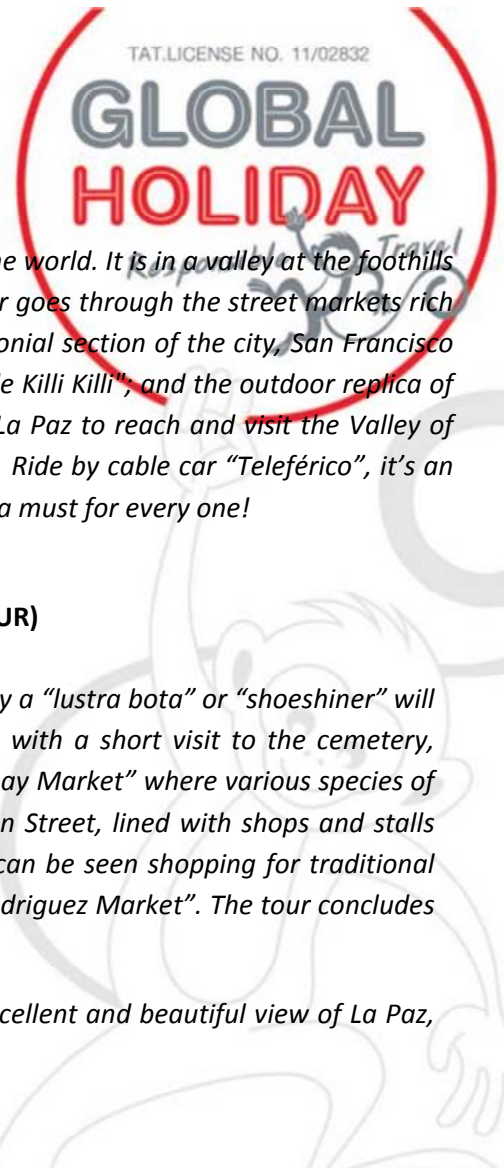 TAT.LICENSE NO. 11/02832
GLOBAL
HOLIDAY
Responsible Travel
he world. It is in a valley at the foothills
r goes through the street markets rich
onial section of the city, San Francisco
le Killi Killi"; and the outdoor replica of
La Paz to reach and visit the Valley of
. Ride by cable car “Teleférico”, it’s an
a must for every one!
UR)
y a “lustra bota” or “shoeshiner” will
with a short visit to the cemetery,
ay Market” where various species of
n Street, lined with shops and stalls
can be seen shopping for traditional
driguez Market”. The tour concludes
cellent and beautiful view of La Paz,